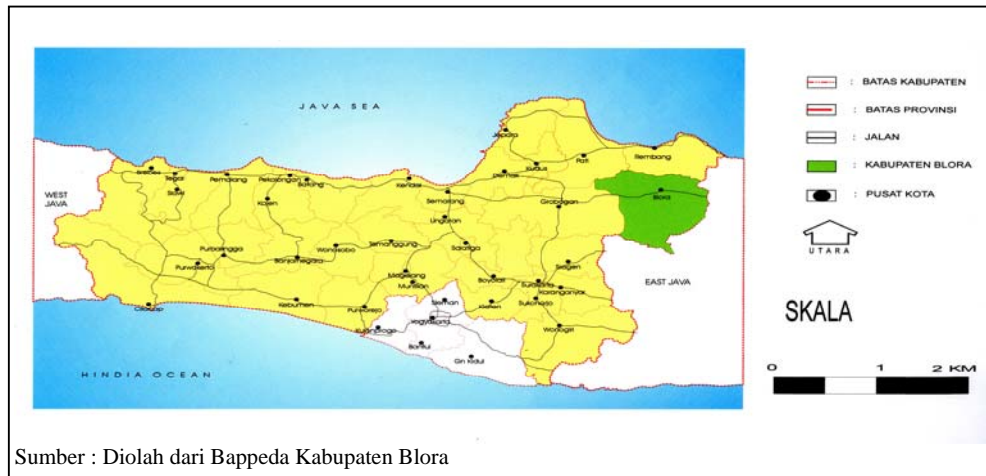 JAVA SEA
WEST JAVA
EAST JAVA
HINDIA OCEAN
Brebes
Tegal
Slawi
Pemalang
Pekalongan
Batang
Kajen
Kendal
Semarang
Ungaran
Demak
Jepara
Kudus
Pati
Rembang
Blora
Grobogan
Purbalingga
Purwokerto
Banjarnegara
Wonosobo
Temanggung
Salatiga
Magelang
Muntilan
Boyolali
Sragen
Surakarta
Karanganyar
Sukoharjo
Klaten
Wonogiri
Cilacap
Kebumen
Purworejo
Sleman
Yogyakarta
Kulonprogo
Bantul
Gn Kidul
: BATAS KABUPATEN
: BATAS PROVINSI
: JALAN
: KABUPATEN BLORA
: PUSAT KOTA
UTARA
SKALA
0 1 2 KM
Sumber : Diolah dari Bappeda Kabupaten Blora